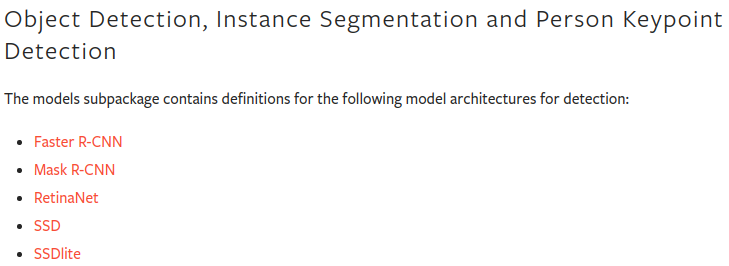 Object Detection, Instance Segmentation and Person Keypoint
Detection
The models subpackage contains definitions for the following model architectures for detection:
Faster R-CNN
Mask R-CNN
RetinaNet
SSD
SSDlite